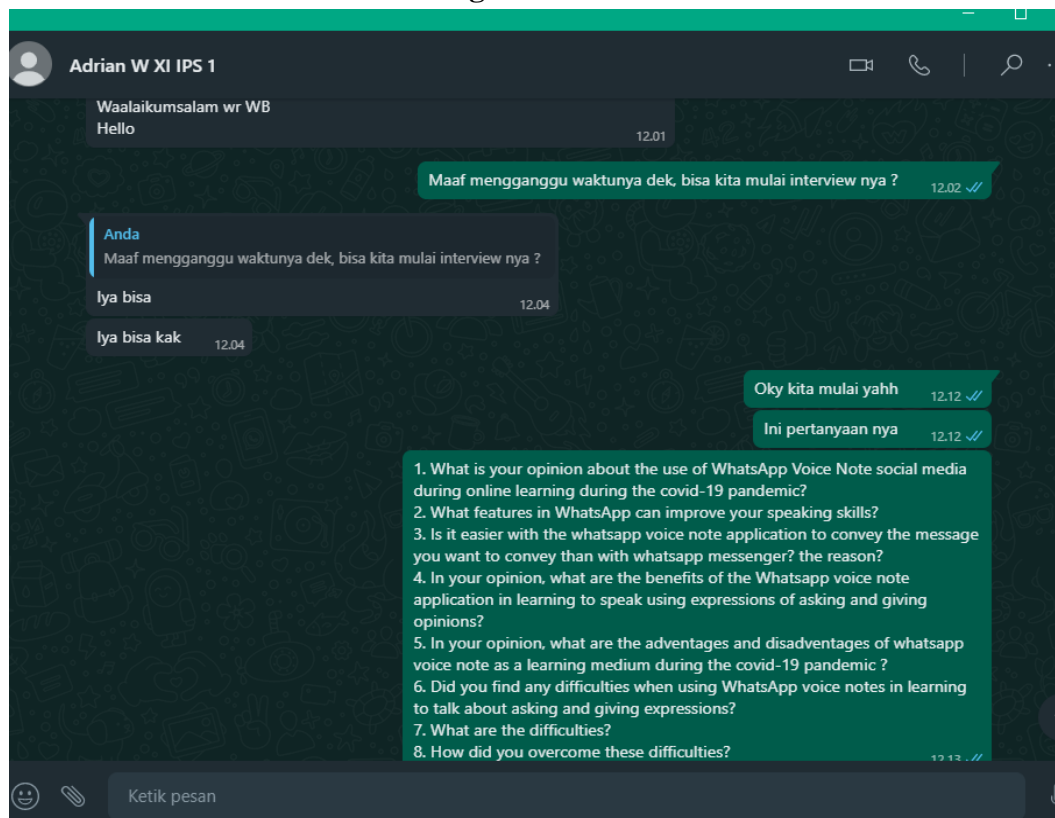 Adrian W XI IPS 1
Waalaikumsalam wr WB
Hello
12.01
Maaf mengganggu waktunya dek, bisa kita mulai interview nya ?
12.02
Anda
Maaf mengganggu waktunya dek, bisa kita mulai interview nya ?
Iya bisa
12.04
Iya bisa kak
12.04
Oky kita mulai yahh
12.12
Ini pertanyaan nya
12.12
1. What is your opinion about the use of WhatsApp Voice Note social media
during online learning during the covid-19 pandemic?
2. What features in WhatsApp can improve your speaking skills?
3. Is it easier with the whatsapp voice note application to convey the message
you want to convey than with whatsapp messenger? the reason?
4. In your opinion, what are the benefits of the Whatsapp voice note
application in learning to speak using expressions of asking and giving
opinions?
5. In your opinion, what are the adventages and disadventages of whatsapp
voice note as a learning medium during the covid-19 pandemic ?
6. Did you find any difficulties when using WhatsApp voice notes in learning
to talk about asking and giving expressions?
7. What are the difficulties?
8. How did you overcome these difficulties?
12.13
Ketik pesan